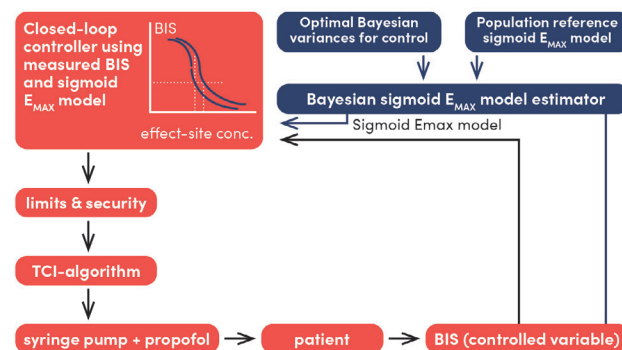 Closed-loop
controller using
measured BIS
and sigmoid
EMAX model
BIS
effect-site conc.
Optimal Bayesian
variances for control
Population reference
sigmoid EMAX model
Bayesian sigmoid EMAX model estimator
Sigmoid Emax model
limits & security
TCI-algorithm
syringe pump + propofol
patient
BIS (controlled variable)